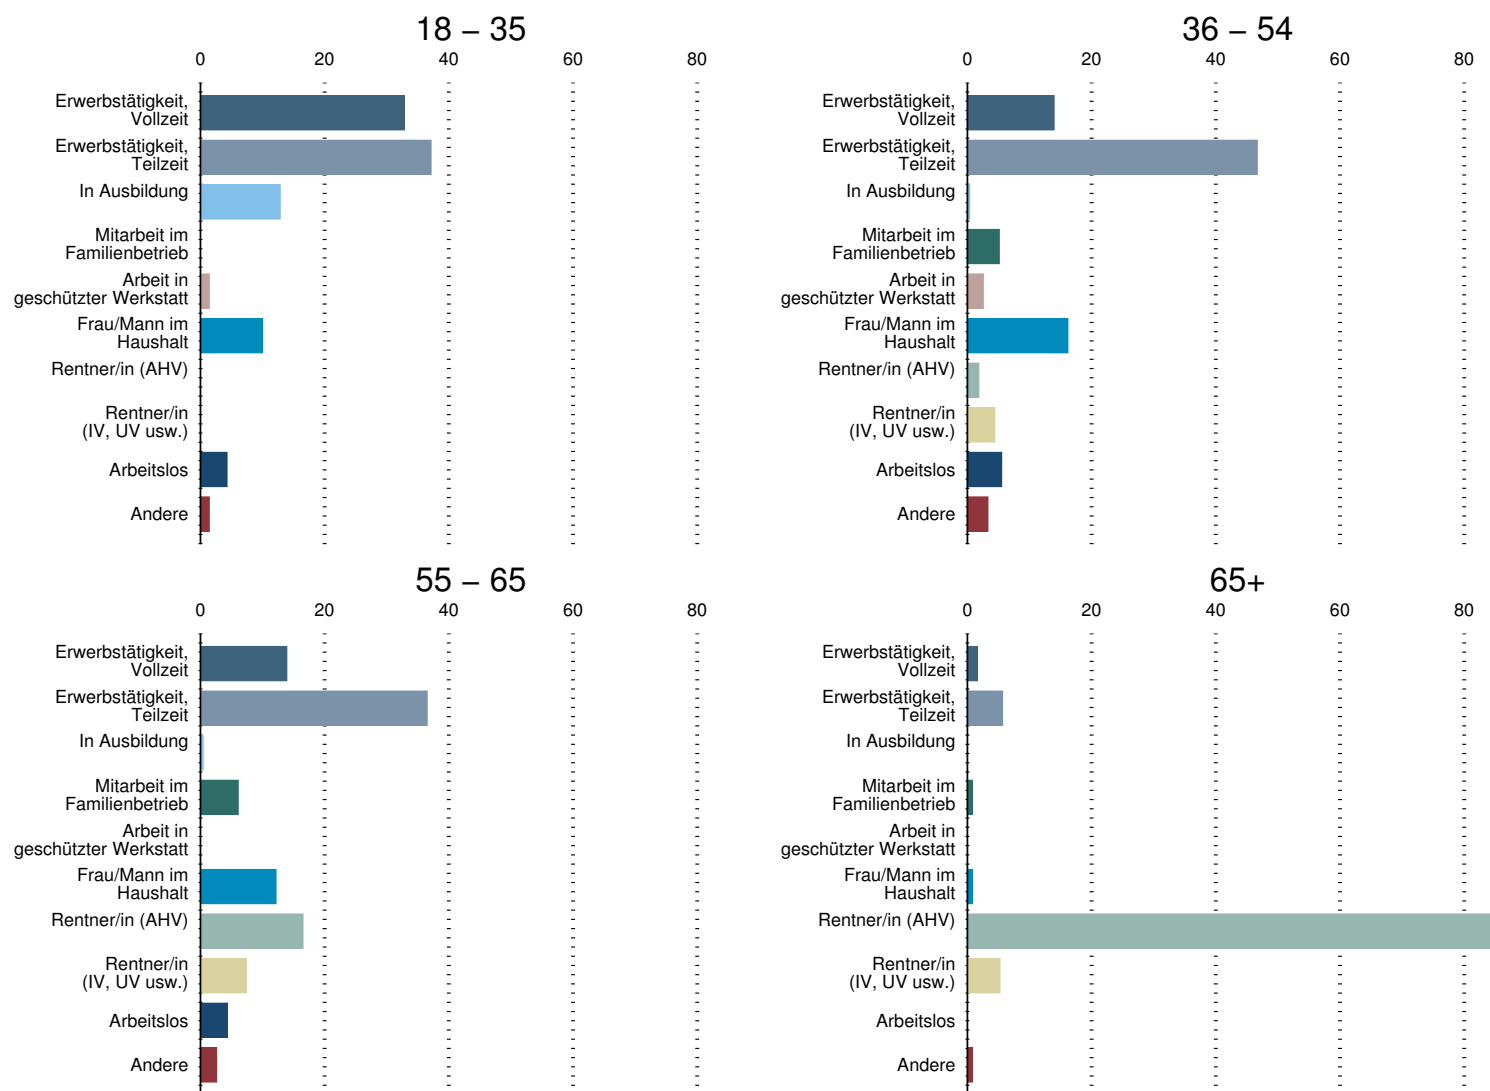 18 – 35
0 20 40 60 80
Erwerbstätigkeit,
Vollzeit
Erwerbstätigkeit,
Teilzeit
In Ausbildung
Mitarbeit im
Familienbetrieb
Arbeit in
geschützter Werkstatt
Frau/Mann im
Haushalt
Rentner/in (AHV)
Rentner/in
(IV, UV usw.)
Arbeitslos
Andere
36 – 54
0 20 40 60 80
Erwerbstätigkeit,
Vollzeit
Erwerbstätigkeit,
Teilzeit
In Ausbildung
Mitarbeit im
Familienbetrieb
Arbeit in
geschützter Werkstatt
Frau/Mann im
Haushalt
Rentner/in (AHV)
Rentner/in
(IV, UV usw.)
Arbeitslos
Andere
55 – 65
0 20 40 60 80
Erwerbstätigkeit,
Vollzeit
Erwerbstätigkeit,
Teilzeit
In Ausbildung
Mitarbeit im
Familienbetrieb
Arbeit in
geschützter Werkstatt
Frau/Mann im
Haushalt
Rentner/in (AHV)
Rentner/in
(IV, UV usw.)
Arbeitslos
Andere
65+
0 20 40 60 80
Erwerbstätigkeit,
Vollzeit
Erwerbstätigkeit,
Teilzeit
In Ausbildung
Mitarbeit im
Familienbetrieb
Arbeit in
geschützter Werkstatt
Frau/Mann im
Haushalt
Rentner/in (AHV)
Rentner/in
(IV, UV usw.)
Arbeitslos
Andere